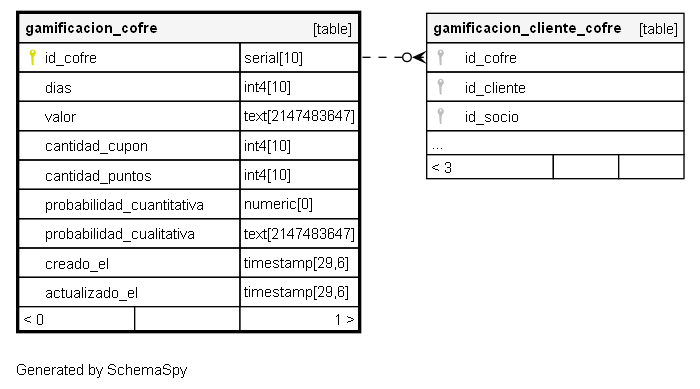 gamificacion_cofre [table]
id_cofre serial[10]
dias int4[10]
valor text[2147483647]
cantidad_cupon int4[10]
cantidad_puntos int4[10]
probabilidad_cuantitativa numeric[0]
probabilidad_cualitativa text[2147483647]
creado_el timestamp[29,6]
actualizado_el timestamp[29,6]
< 0 1 >
gamificacion_cliente_cofre [table]
id_cofre
id_cliente
id_socio
...
< 3
Generated by SchemaSpy